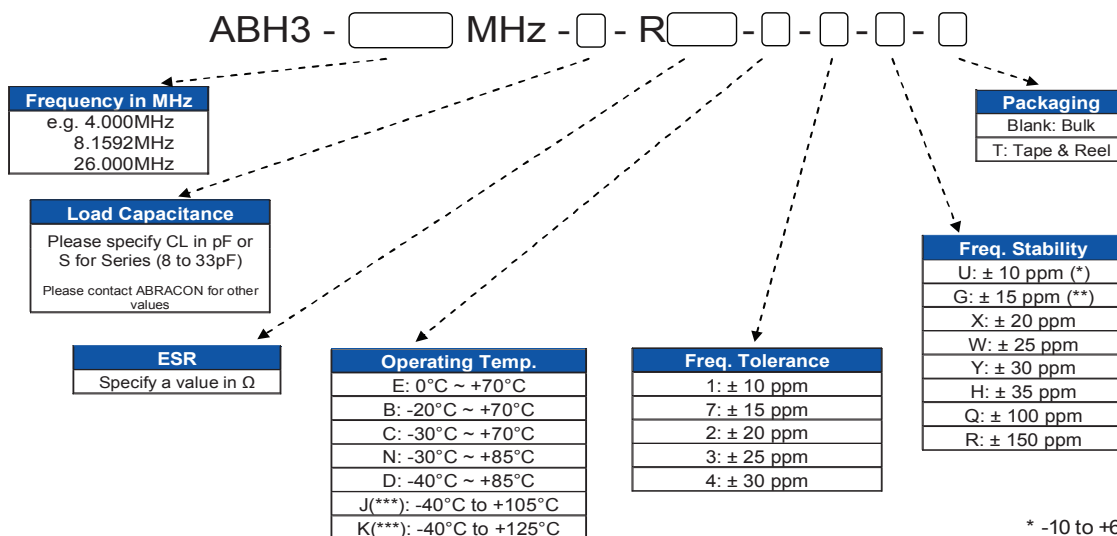 ABH3 - MHz - - R - - - -
Frequency in MHz
e.g. 4.000MHz
8.1592MHz
26.000MHz
Packaging
Blank: Bulk
T: Tape & Reel
Load Capacitance
Please specify CL in pF or
S for Series (8 to 33pF)
Please contact ABRACON for other
values
Freq. Stability
U: ± 10 ppm (*)
G: ± 15 ppm (**)
X: ± 20 ppm
W: ± 25 ppm
Y: ± 30 ppm
H: ± 35 ppm
Q: ± 100 ppm
R: ± 150 ppm
ESR
Specify a value in Ω
Operating Temp.
E: 0°C ~ +70°C
B: -20°C ~ +70°C
C: -30°C ~ +70°C
N: -30°C ~ +85°C
D: -40°C ~ +85°C
J(***): -40°C to +105°C
K(***): -40°C to +125°C
Freq. Tolerance
1: ± 10 ppm
7: ± 15 ppm
2: ± 20 ppm
3: ± 25 ppm
4: ± 30 ppm
* -10 to